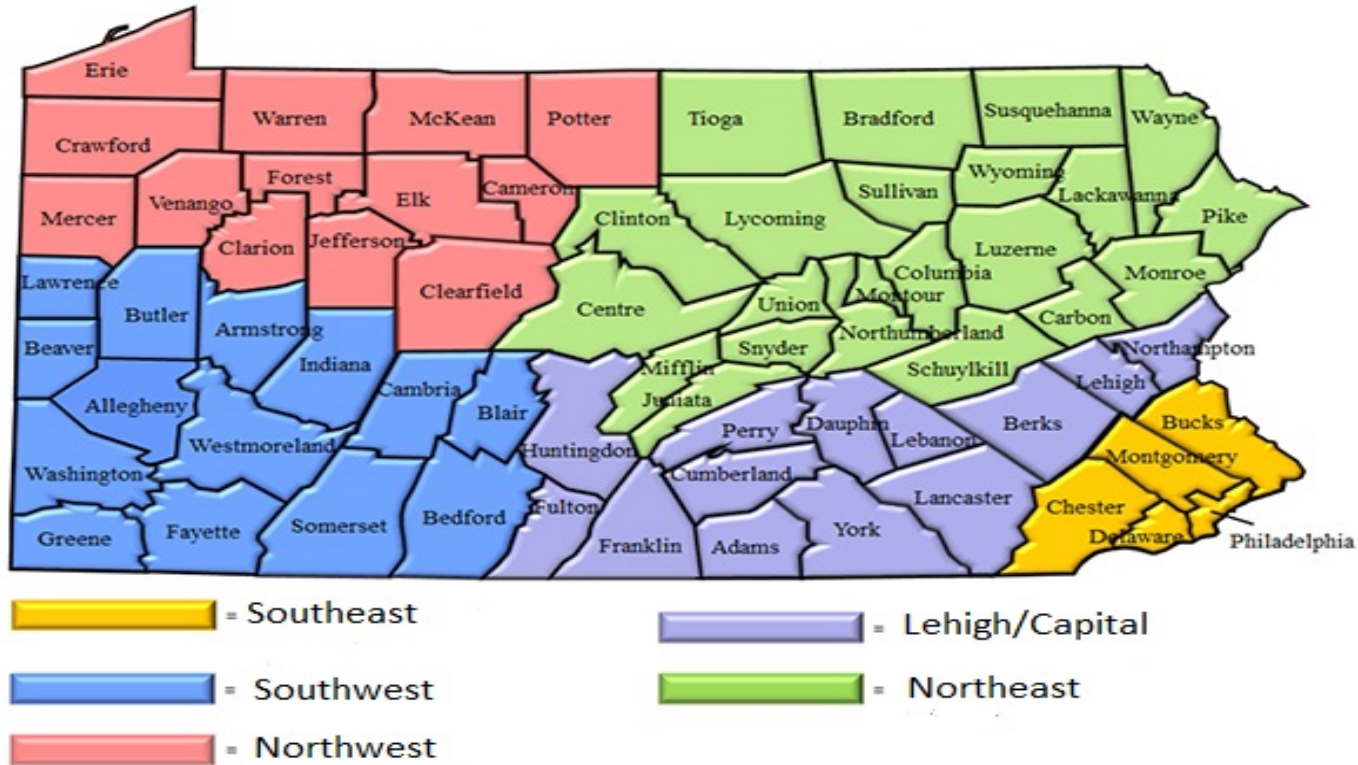 Erie
Warren
McKean
Potter
Tioga
Bradford
Susquehanna
Wayne
Crawford
Forest
Elk
Cameron
Sullivan
Wyoming
Lackawanna
Mercer
Venango
Clarion
Jefferson
Clinton
Lycoming
Luzerne
Pike
Lawrence
Butler
Clearfield
Centre
Union
Montour
Columbia
Monroe
Beaver
Armstrong
Indiana
Mifflin
Snyder
Northumberland
Carbon
Northampton
Allegheny
Cambria
Blair
Juniata
Schuylkill
Lehigh
Westmoreland
Huntingdon
Perry
Dauphin
Lebanon
Berks
Bucks
Washington
Cumberland
Montgomery
Greene
Fayette
Somerset
Bedford
Fulton
Franklin
Adams
York
Lancaster
Chester
Delaware
Philadelphia
= Southeast
= Lehigh/Capital
= Southwest
= Northeast
= Northwest